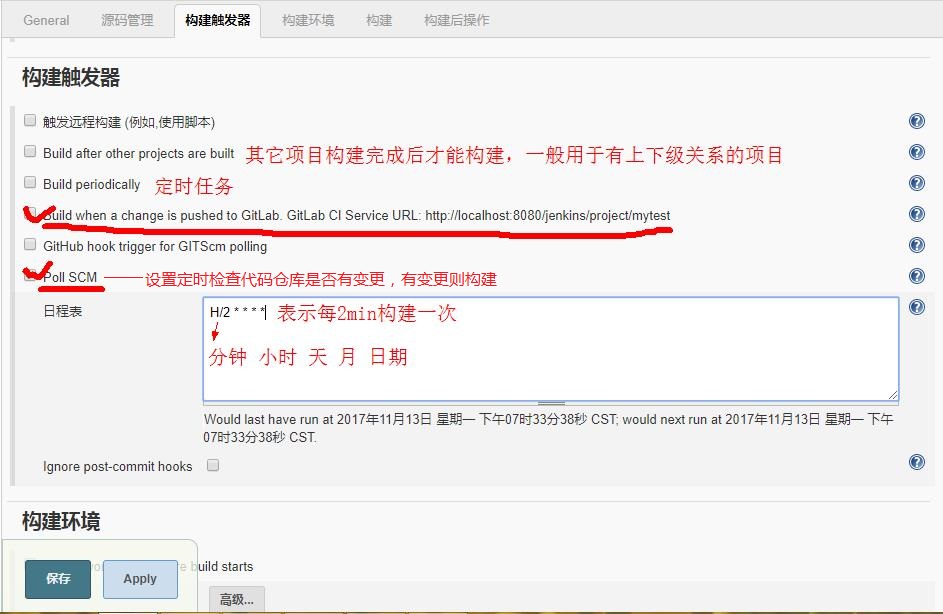 General 源码管理 构建触发器 构建环境 构建 构建后操作
构建触发器
触发远程构建 (例如,使用脚本)
Build after other projects are built 其它项目构建完成后才能构建，一般用于有上下级关系的项目
Build periodically 定时任务
Build when a change is pushed to GitLab. GitLab CI Service URL: http://localhost:8080/jenkins/project/mytest
GitHub hook trigger for GITScm polling
Poll SCM 设置定时检查代码仓库是否有变更，有变更则构建
日程表 H/2 * * * * 表示每2min构建一次
分钟 小时 天 月 日期
Would last have run at 2017年11月13日 星期一 下午07时33分38秒 CST; would next run at 2017年11月13日 星期一 下午
07时33分38秒 CST.
Ignore post-commit hooks
构建环境
build starts
保存 Apply
高级...